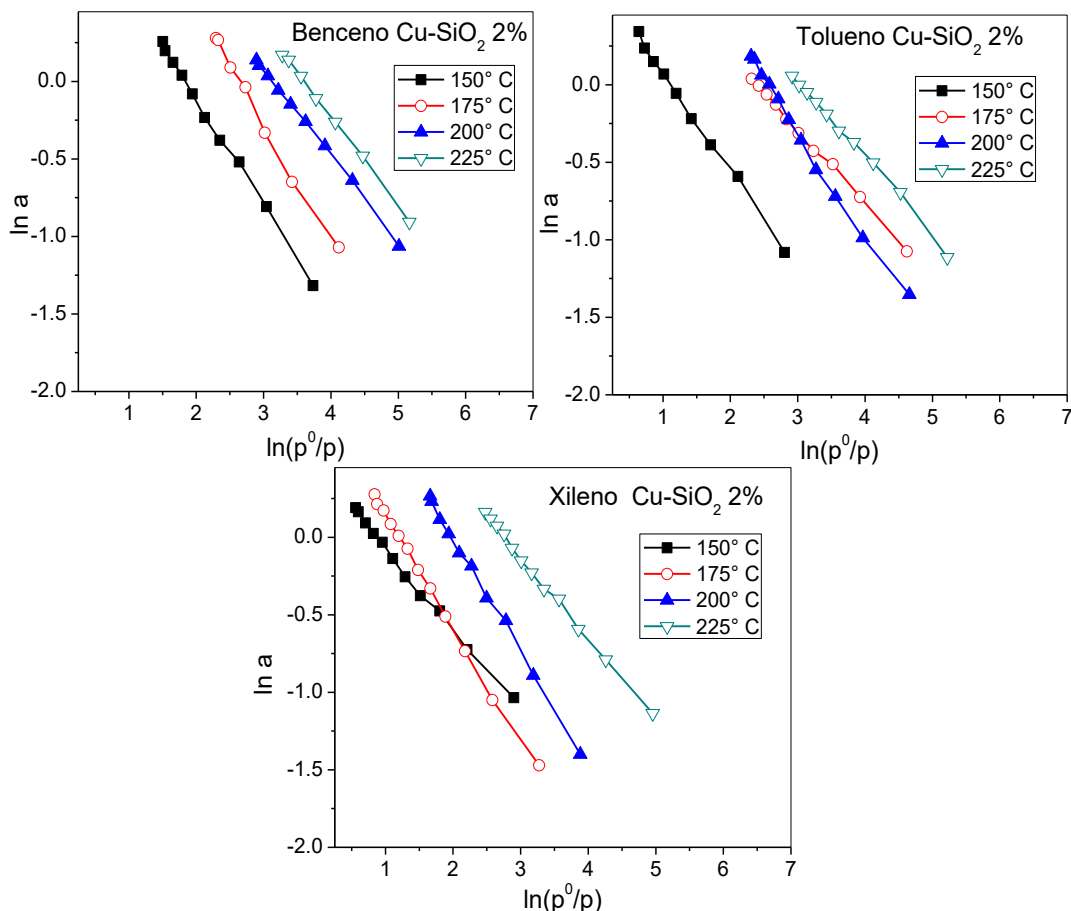 Benceno Cu-SiO₂ 2%
150° C
175° C
200° C
225° C
0.0
-0.5
-1.0
-1.5
-2.0
ln a
1 2 3 4 5 6 7
ln(p⁰/p)
Tolueno Cu-SiO₂ 2%
150° C
175° C
200° C
225° C
0.0
-0.5
-1.0
-1.5
-2.0
ln a
1 2 3 4 5 6 7
ln(p⁰/p)
Xileno Cu-SiO₂ 2%
150° C
175° C
200° C
225° C
0.0
-0.5
-1.0
-1.5
-2.0
ln a
1 2 3 4 5 6 7
ln(p⁰/p)